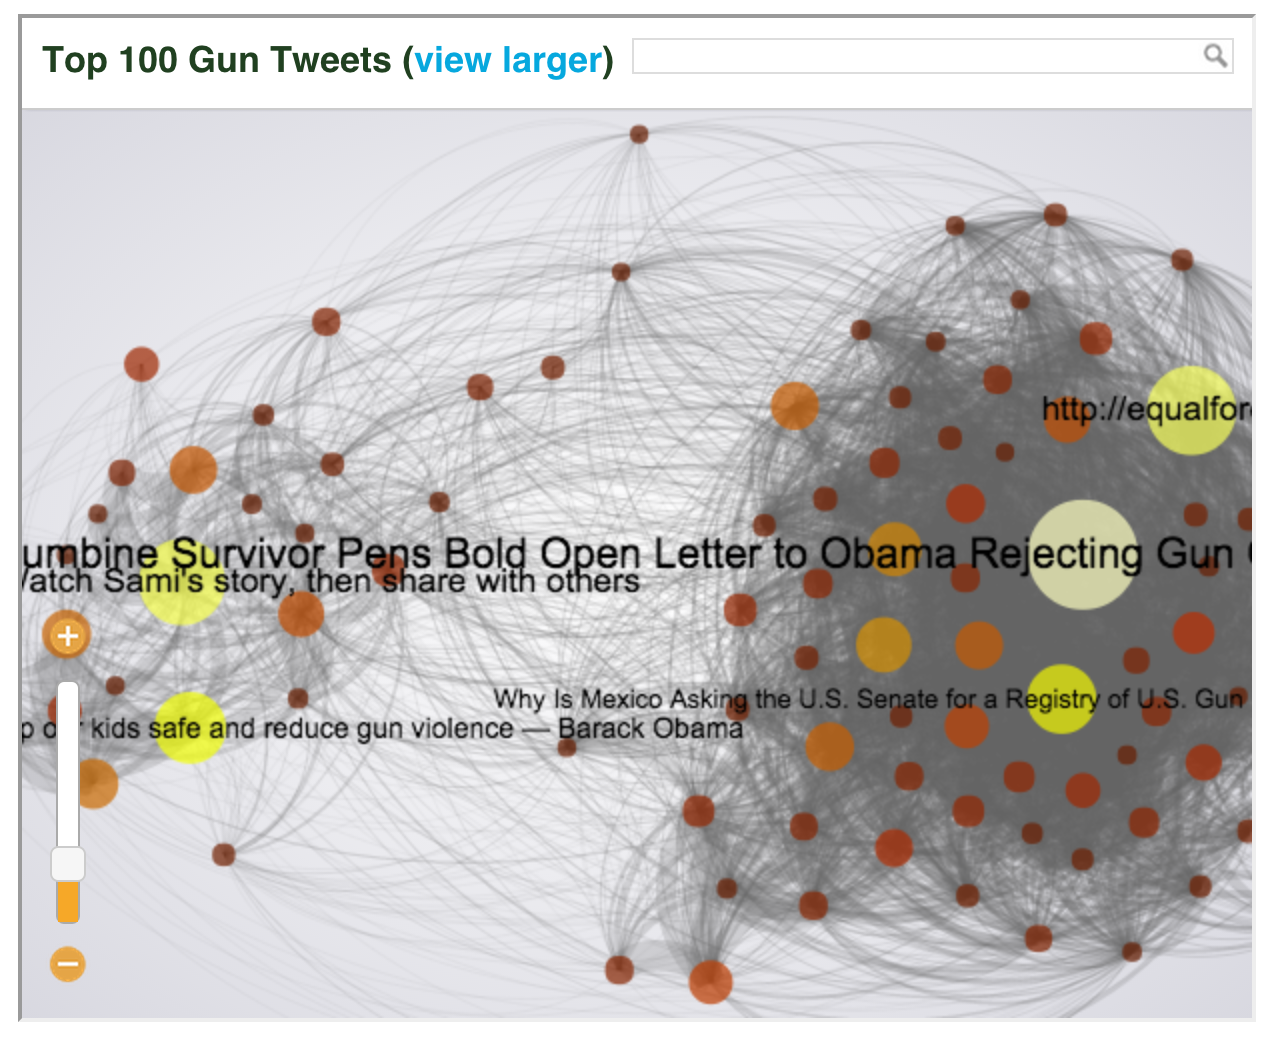 Top 100 Gun Tweets (view larger)
http://equalfor
umbine Survivor Pens Bold Open Letter to Obama Rejecting Gun
atch Sami's story, then share with others
Why Is Mexico Asking the U.S. Senate for a Registry of U.S. Gun
p our kids safe and reduce gun violence — Barack Obama